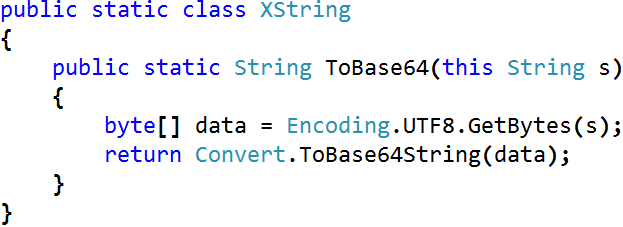 public static class XString
{
    public static String ToBase64(this String s)
    {
        byte[] data = Encoding.UTF8.GetBytes(s);
        return Convert.ToBase64String(data);
    }
}